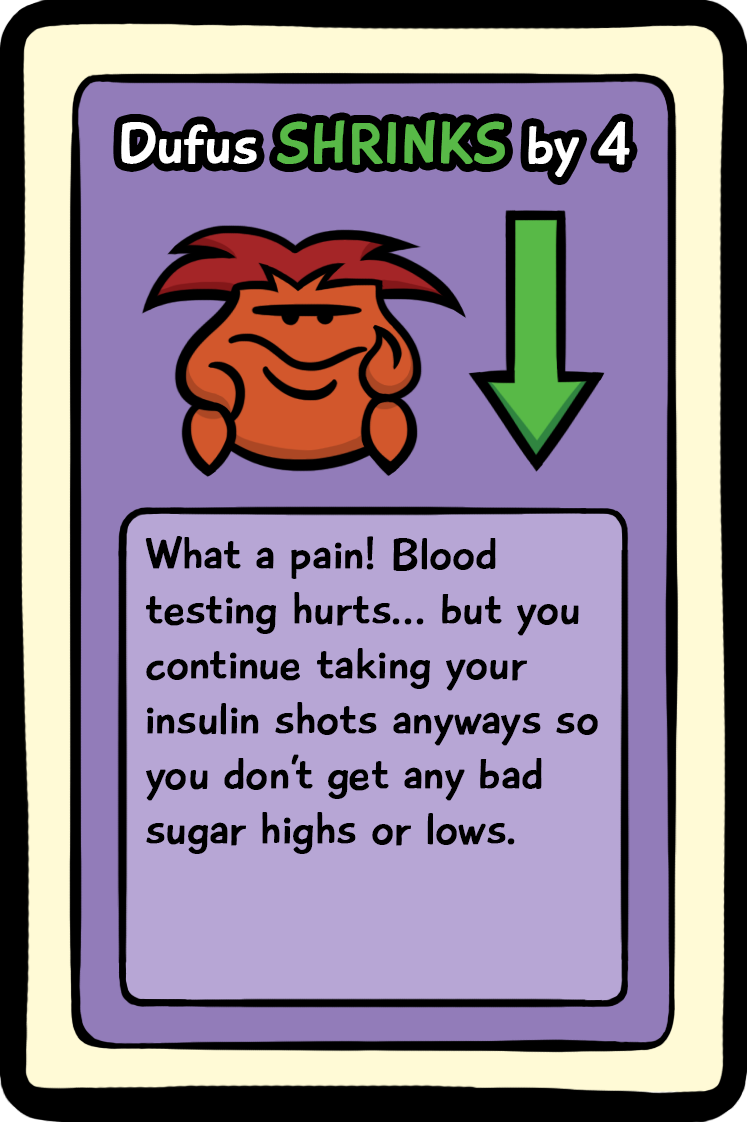 Dufus SHRINKS by 4
What a pain! Blood
testing hurts... but you
continue taking your
insulin shots anyways so
you don't get any bad
sugar highs or lows.